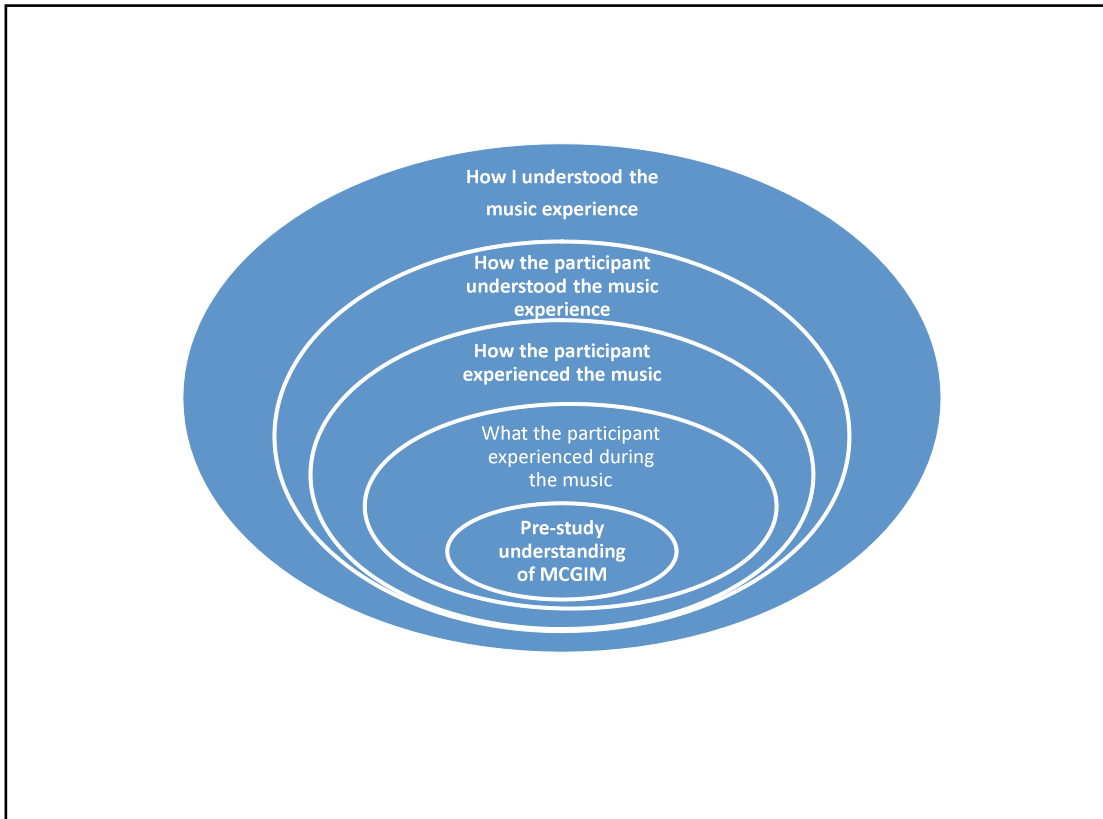 How I understood the
music experience
How the participant
understood the music
experience
How the participant
experienced the music
What the participant
experienced during
the music
Pre-study
understanding
of MCGIM